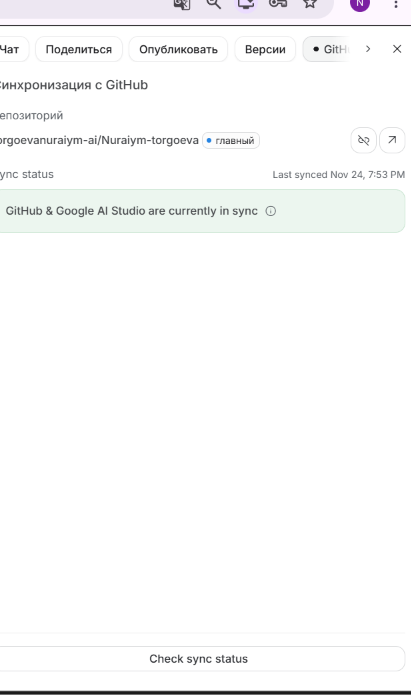 Чат Поделиться Опубликовать Версии GitH
Синхронизация с GitHub
епозиторий
orgoevanuraiym-ai/Nuraiym-torgoeva главный
ync status Last synced Nov 24, 7:53 PM
GitHub & Google AI Studio are currently in sync
Check sync status
N